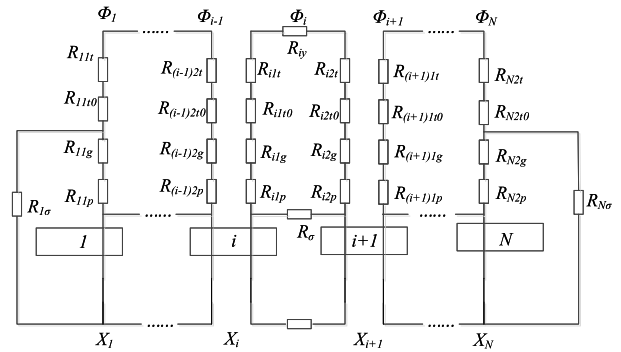 Φ1 ...... Φi-1 Φi Φi+1 ...... ΦN
Riy
R11t R(i-1)2t Ri1t Ri2t R(i+1)1t RN2t
R11t0 R(i-1)2t0 Ri1t0 Ri2t0 R(i+1)1t0 RN2t0
R11g R(i-1)2g Ri1g Ri2g R(i+1)1g RN2g
R11p R(i-1)2p Ri1p Ri2p R(i+1)1p RN2p
R1σ ...... Rσ ...... RNσ
1 i i+1 N
X1 ...... Xi Xi+1 ...... XN